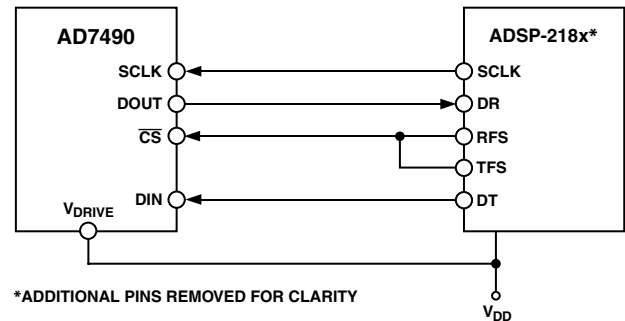 AD7490
ADSP-218x*
SCLK
SCLK
DOUT
DR
CS
RFS
TFS
DIN
DT
VDRIVE
*ADDITIONAL PINS REMOVED FOR CLARITY
VDD